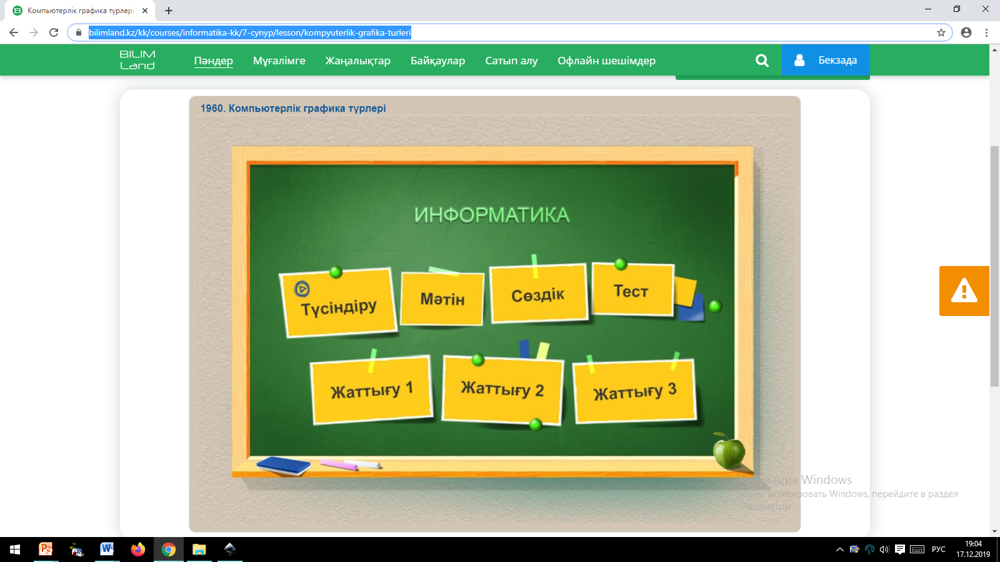 Компьютерлік графика түрлері
bilimland.kz/kk/courses/informatika-kk/7-сynyp/lesson/kompyuterlik-grafika-turleri
BILIM
Land
Пәндер
Мұғалімге
Жаңалықтар
Байқаулар
Сатып алу
Офлайн шешімдер
Бекзада
1960. Компьютерлік графика түрлері
ИНФОРМАТИКА
Түсіндіру
Мәтін
Сөздік
Тест
Жаттығу 1
Жаттығу 2
Жаттығу 3
Активация Windows
Чтобы активировать Windows, перейдите в раздел
"Параметры".
РУС
19:04
17.12.2019